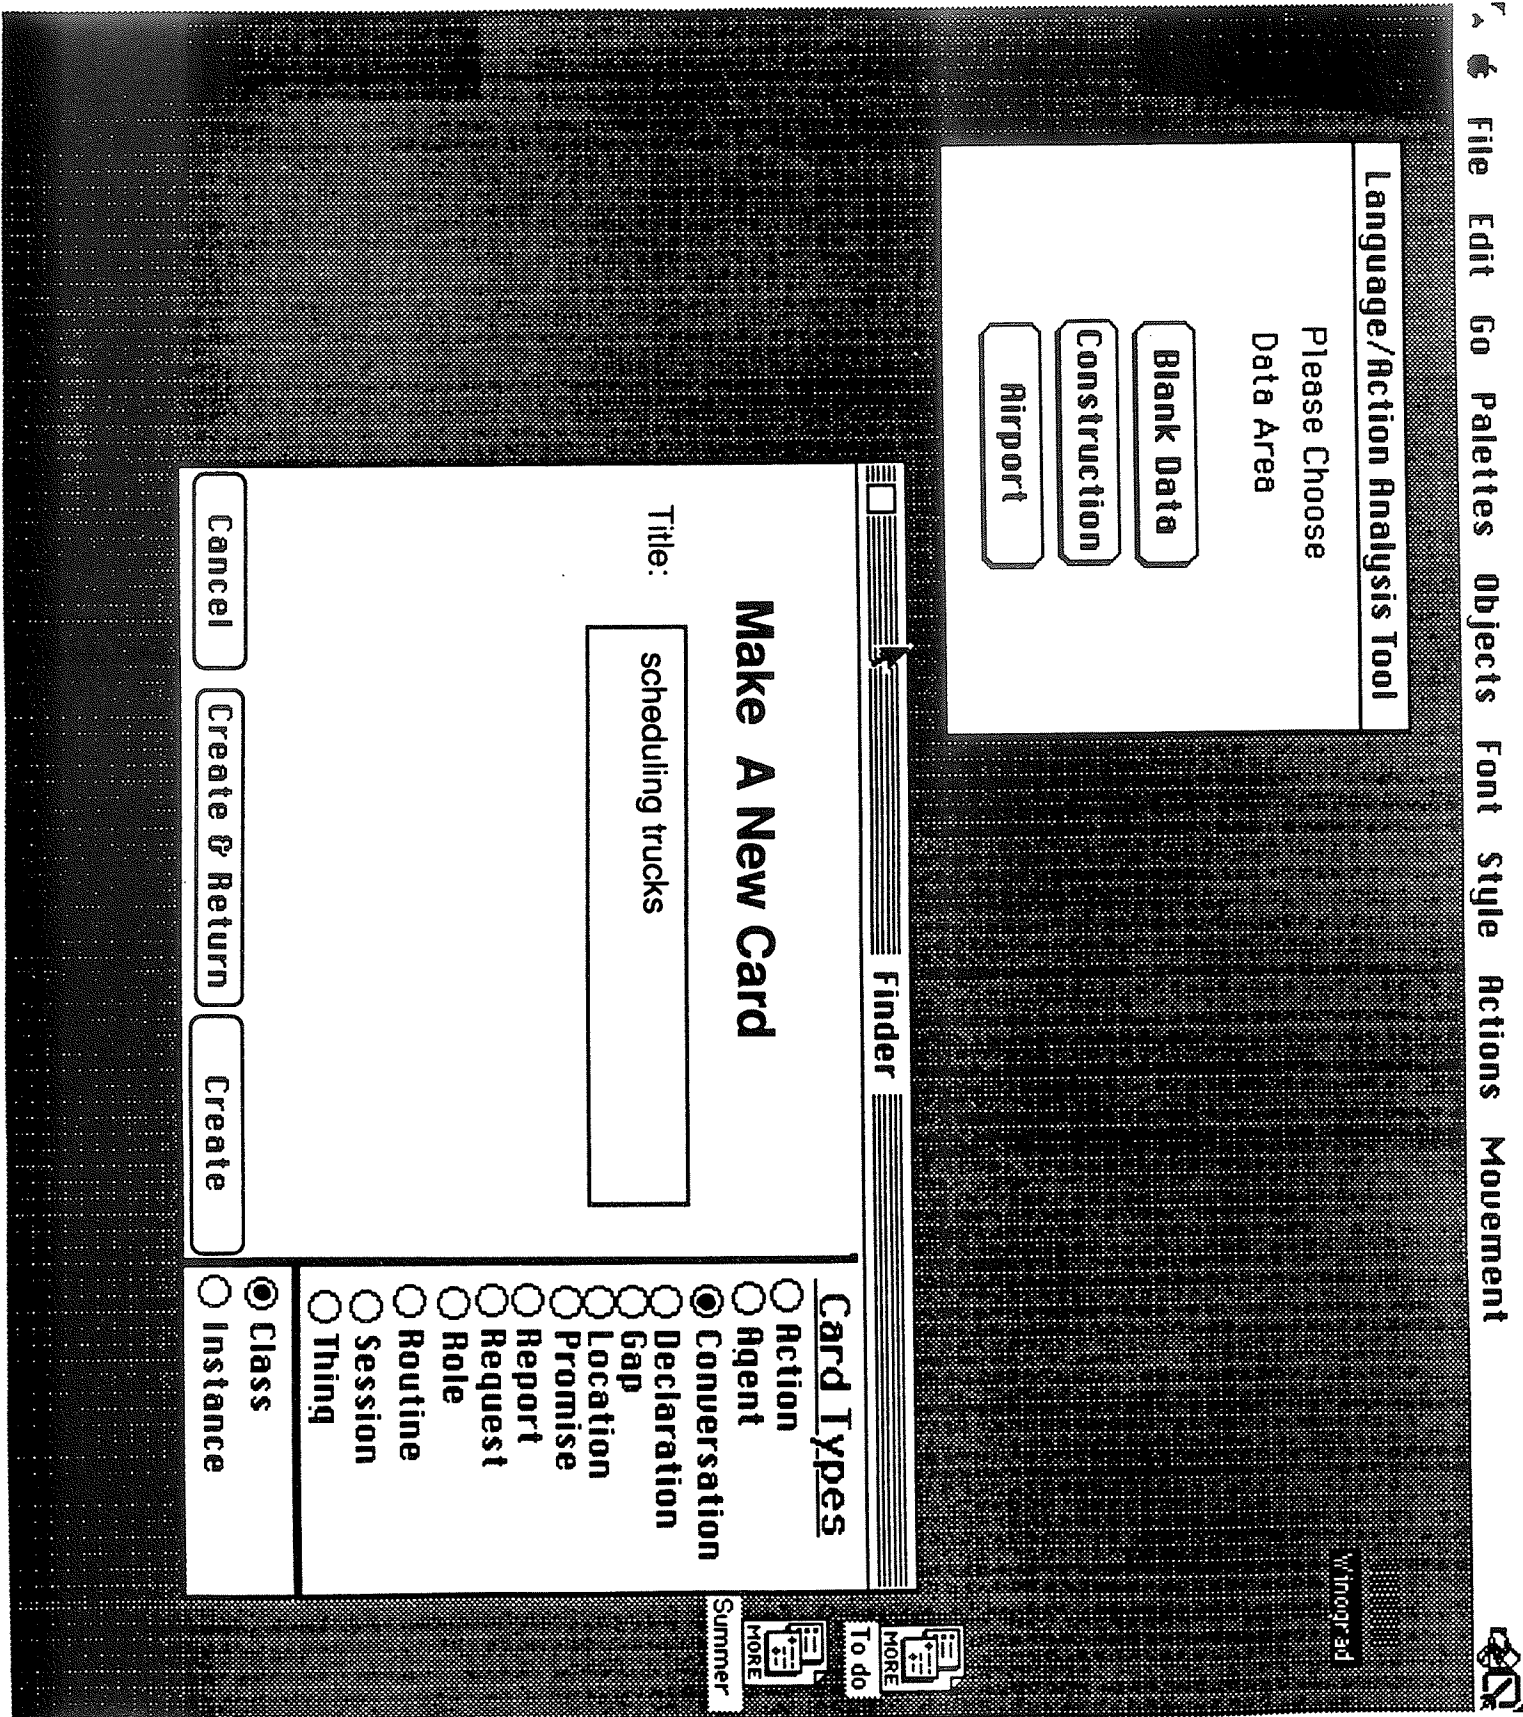 File Edit Go Palettes Objects Font Style Actions Movement
Language/Action Analysis Tool
Please Choose
Data Area
Blank Data
Construction
Airport
Winograd
Finder
Make A New Card
Title:
scheduling trucks
Cancel
Create & Return
Create
Card Types
Action
Agent
Conversation
Declaration
Gap
Location
Promise
Report
Request
Role
Routine
Session
Thing
Class
Instance
MORE
To do
MORE
Summer